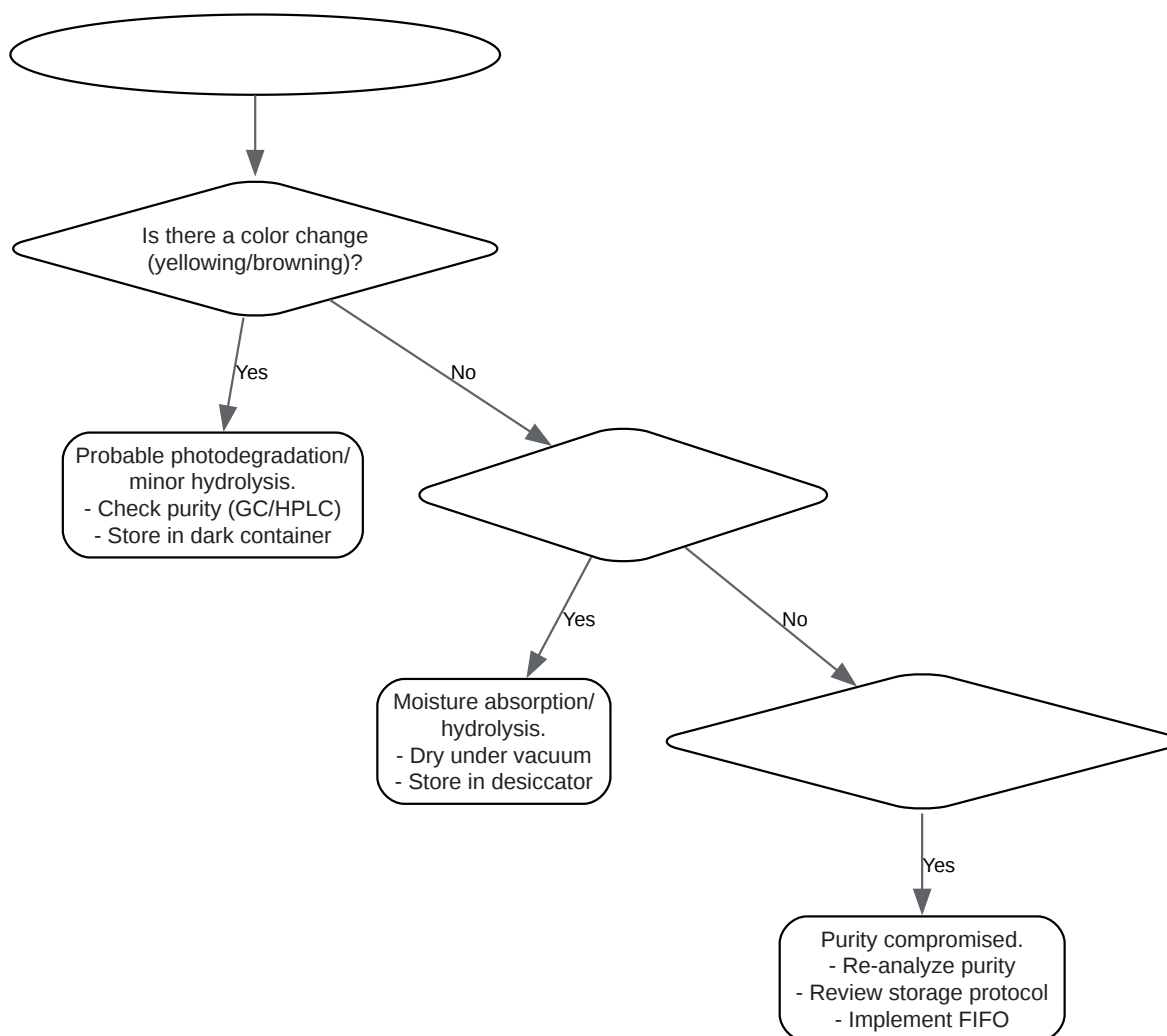 Is there a color change
(yellowing/browning)?
Yes
No
Probable photodegradation/
minor hydrolysis.
- Check purity (GC/HPLC)
- Store in dark container
Yes
No
Moisture absorption/
hydrolysis.
- Dry under vacuum
- Store in desiccator
Yes
Purity compromised.
- Re-analyze purity
- Review storage protocol
- Implement FIFO